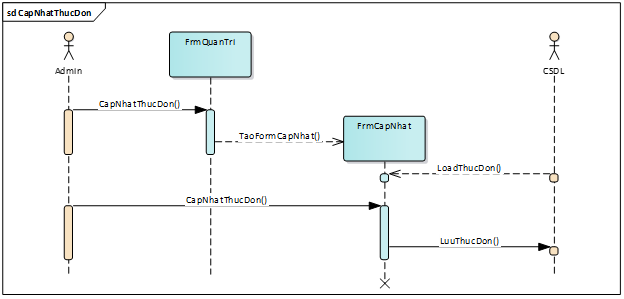 sd CapNhatThucDon
Admin
FrmQuanTri
CSDL
CapNhatThucDon()
TaoFormCapNhat()
FrmCapNhat
LoadThucDon()
CapNhatThucDon()
LuuThucDon()